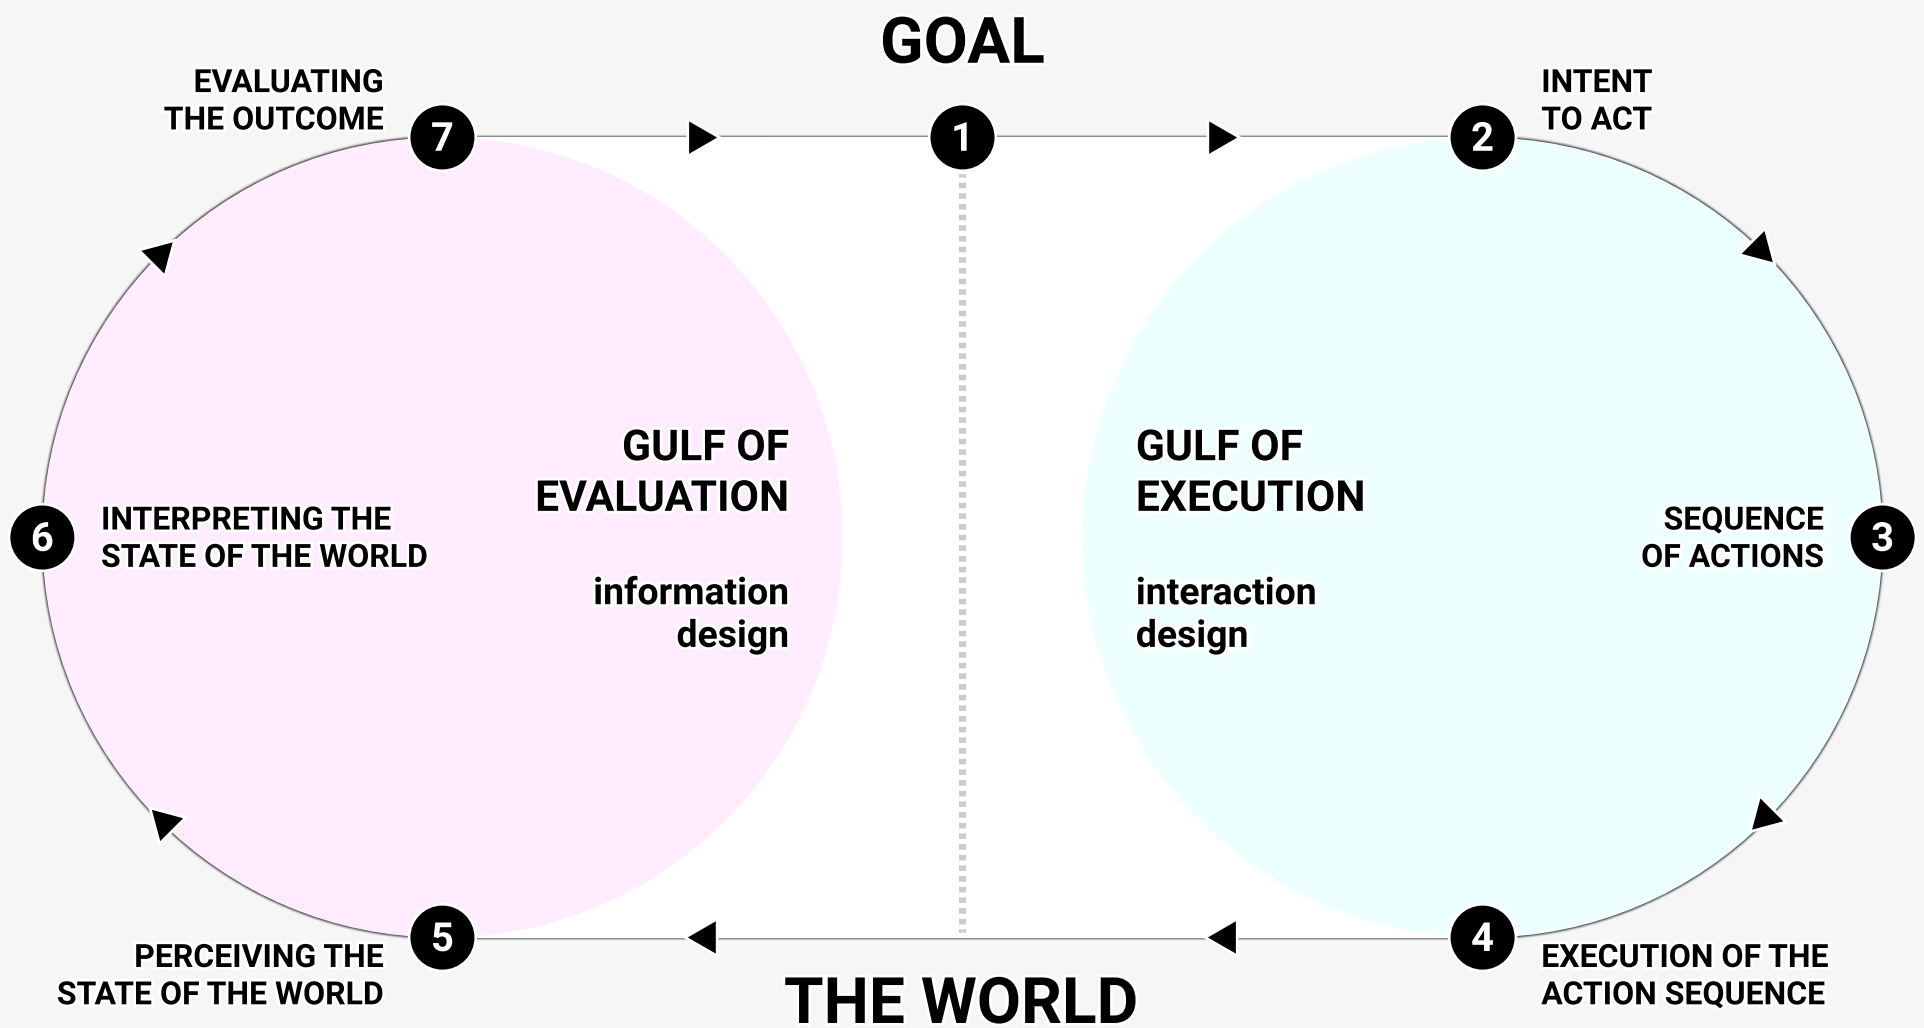 GOAL
EVALUATING
THE OUTCOME
7
1
2
INTENT
TO ACT
GULF OF
EVALUATION
information
design
GULF OF
EXECUTION
interaction
design
6
INTERPRETING THE
STATE OF THE WORLD
SEQUENCE
OF ACTIONS
3
5
PERCEIVING THE
STATE OF THE WORLD
THE WORLD
4
EXECUTION OF THE
ACTION SEQUENCE